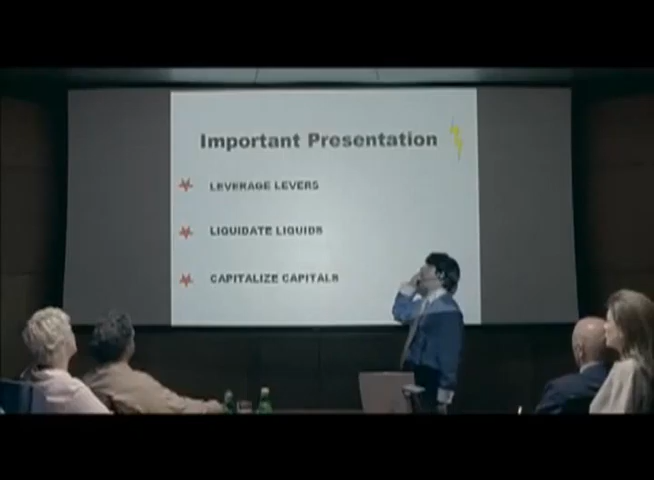 Important Presentation
LEVERAGE LEVERS
LIQUIDATE LIQUIDS
CAPITALIZE CAPITALS